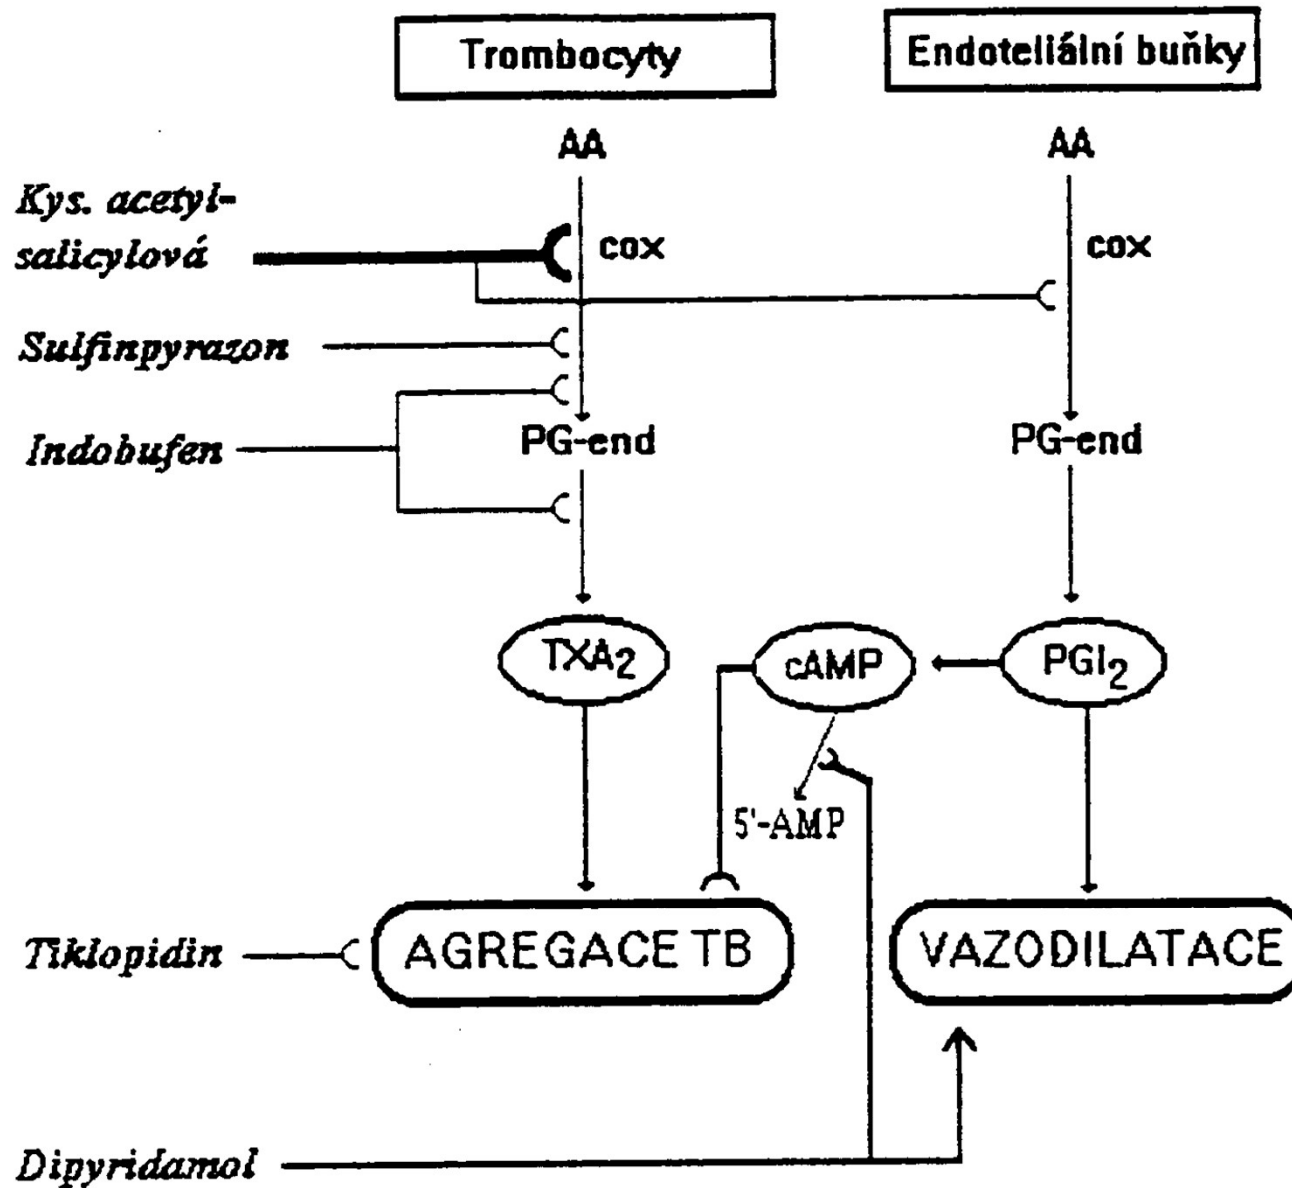 Trombocyty
Endoteliální buňky
AA
AA
Kys. acetyl-
salicylová
cox
cox
Sulfinpyrazon
Indobufen
PG-end
PG-end
TXA2
cAMP
PGI2
5'-AMP
Tiklopidin
AGREGACE TB
VAZODILATACE
Dipyridamol